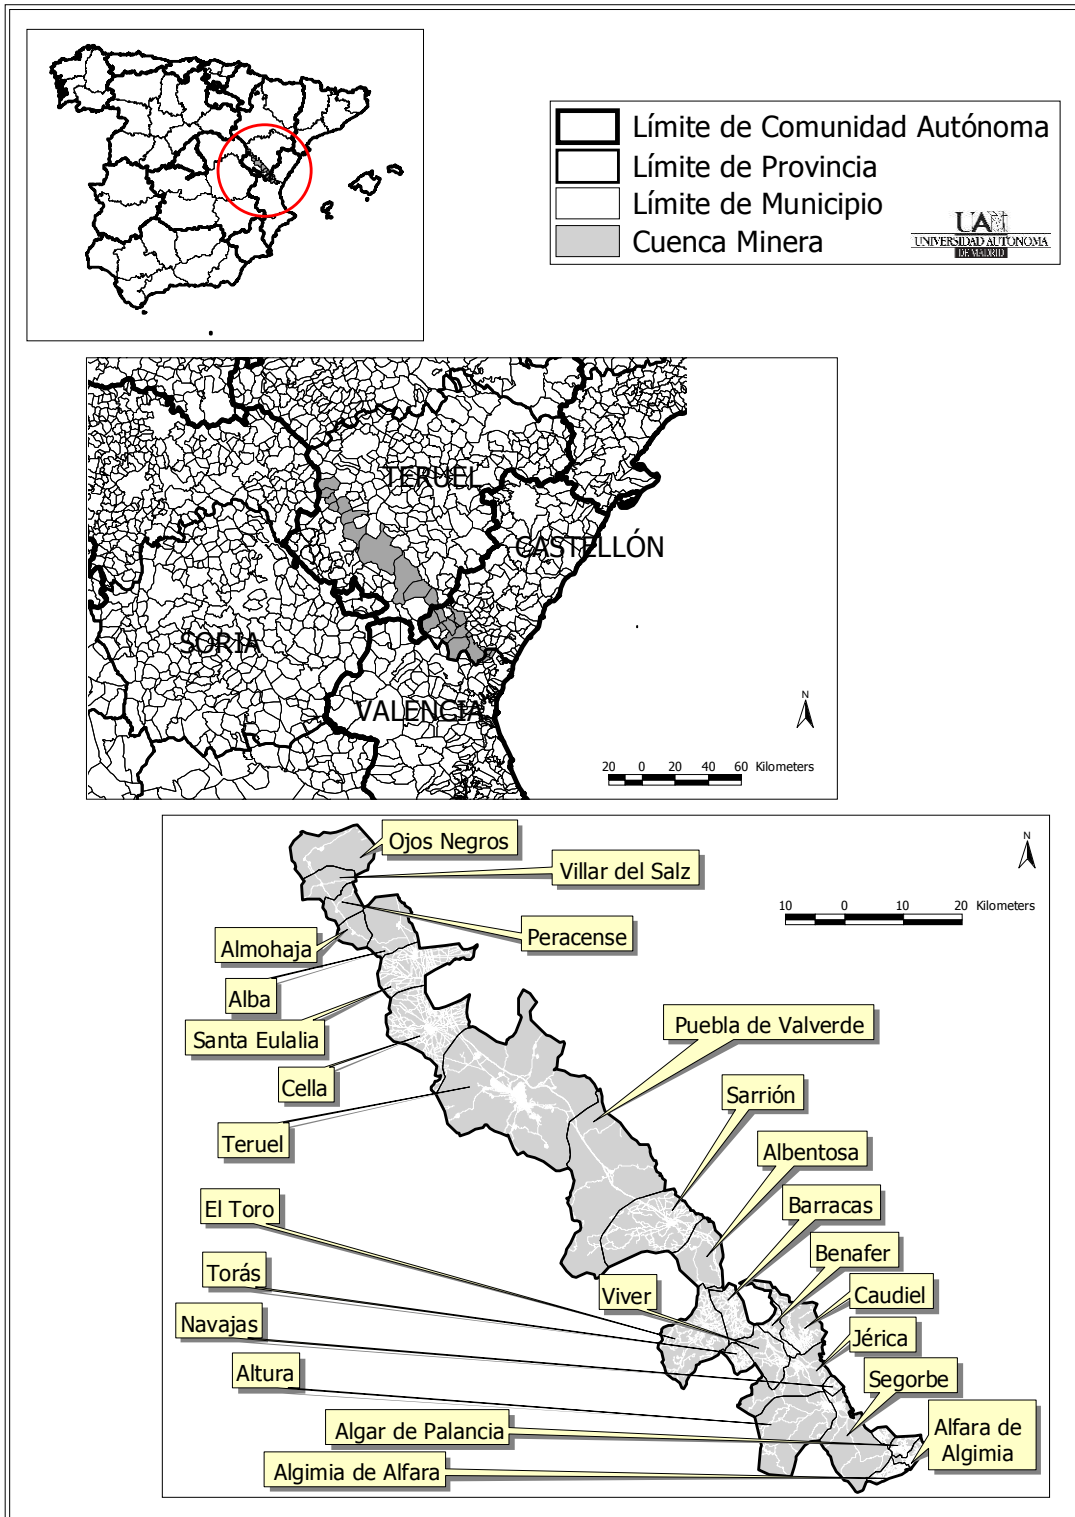 Límite de Comunidad Autónoma
Límite de Provincia
Límite de Municipio
Cuenca Minera
UAM
UNIVERSIDAD AUTONOMA
DE MADRID
TERUEL
CASTELLÓN
SORIA
VALENCIA
N
20 0 20 40 60 Kilometers
N
10 0 10 20 Kilometers
Ojos Negros
Villar del Salz
Peracense
Almohaja
Alba
Santa Eulalia
Cella
Teruel
Puebla de Valverde
Sarrión
Albentosa
Barracas
Benafer
Caudiel
Jérica
Segorbe
Alfara de
Algimia
El Toro
Torás
Viver
Navajas
Altura
Algar de Palancia
Algimia de Alfara